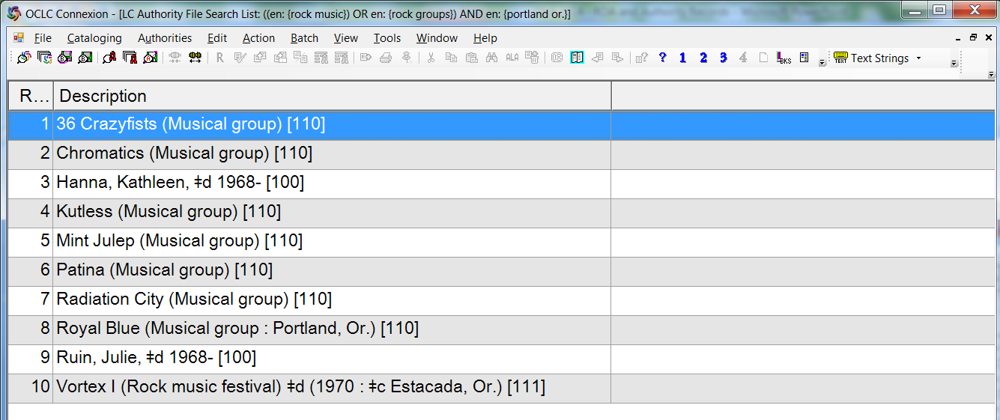 OCLC Connexion - [LC Authority File Search List: ((en: {rock music}) OR en: {rock groups}) AND en: {portland or.}]
File Cataloging Authorities Edit Action Batch View Tools Window Help
R ALA ? ? 1 2 3 4 BKS TEXT Text Strings
R... Description
1 36 Crazyfists (Musical group) [110]
2 Chromatics (Musical group) [110]
3 Hanna, Kathleen, ǂd 1968- [100]
4 Kutless (Musical group) [110]
5 Mint Julep (Musical group) [110]
6 Patina (Musical group) [110]
7 Radiation City (Musical group) [110]
8 Royal Blue (Musical group : Portland, Or.) [110]
9 Ruin, Julie, ǂd 1968- [100]
10 Vortex I (Rock music festival) ǂd (1970 : ǂc Estacada, Or.) [111]